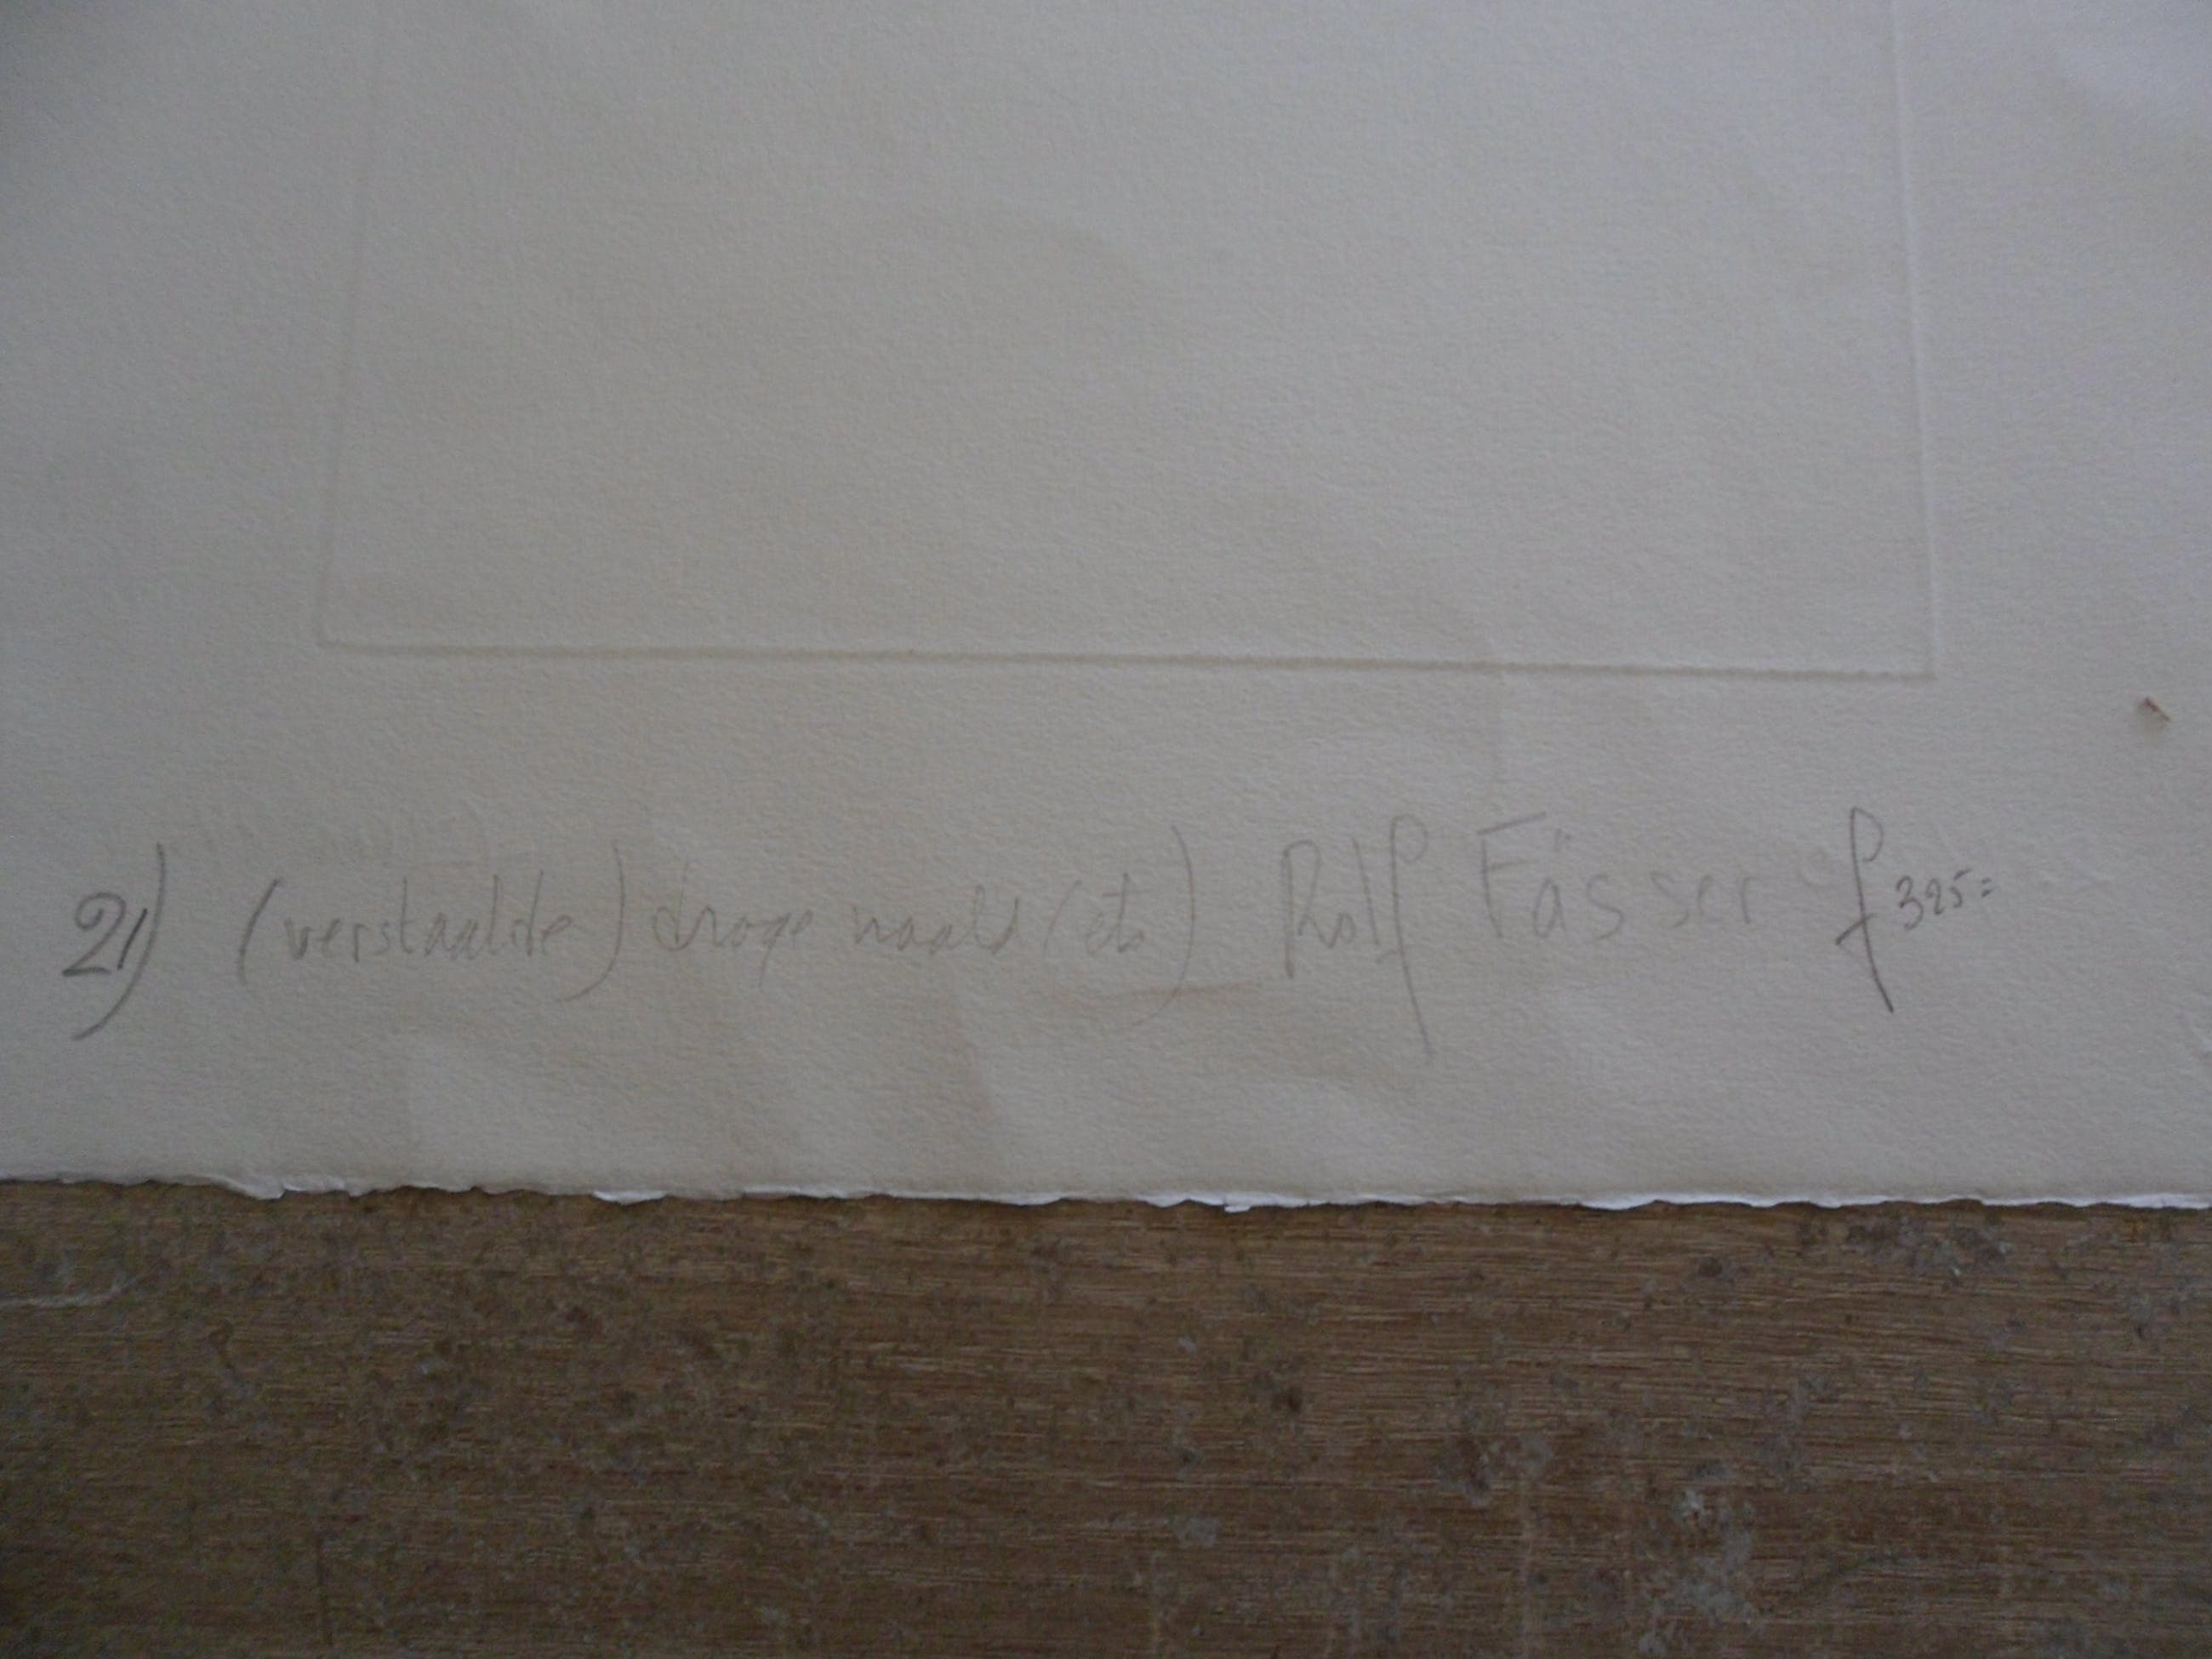 21) (verstaalde) droge naald (ets) Rolf Fässer f 325=